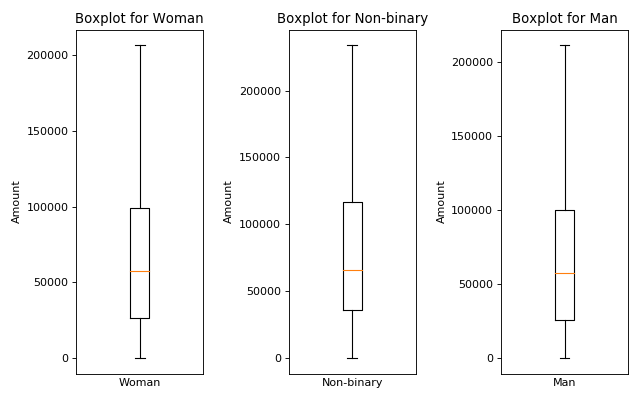 Boxplot for Woman
200000
150000
100000
50000
0
Amount
Woman
Boxplot for Non-binary
200000
150000
100000
50000
0
Amount
Non-binary
Boxplot for Man
200000
150000
100000
50000
0
Amount
Man